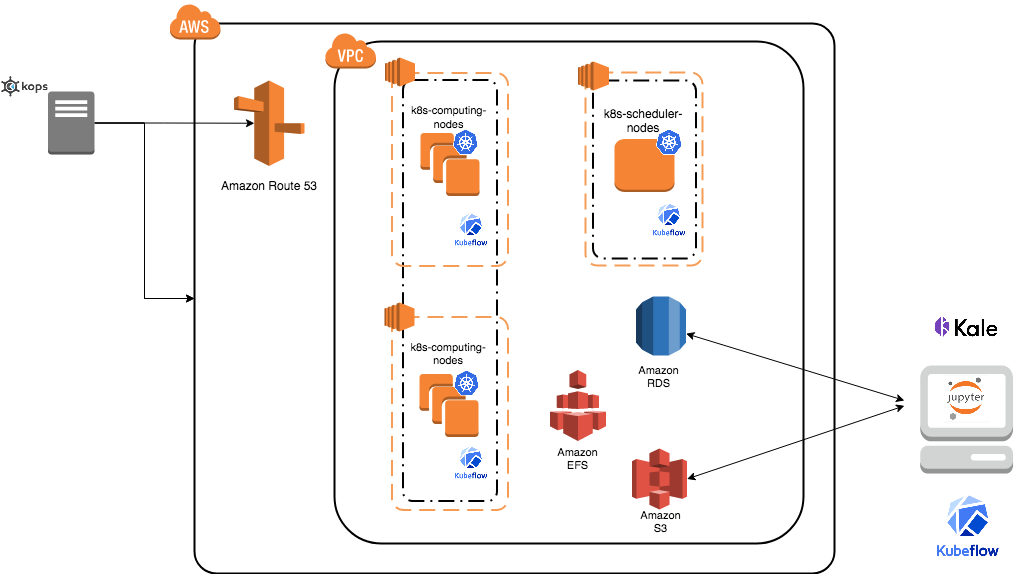 AWS
VPC
kops
k8s-computing-
nodes
k8s-scheduler-
nodes
Amazon Route 53
Kubeflow
Kubeflow
k8s-computing-
nodes
Kale
Amazon
RDS
jupyter
Amazon
EFS
Kubeflow
Amazon
S3
Kubeflow